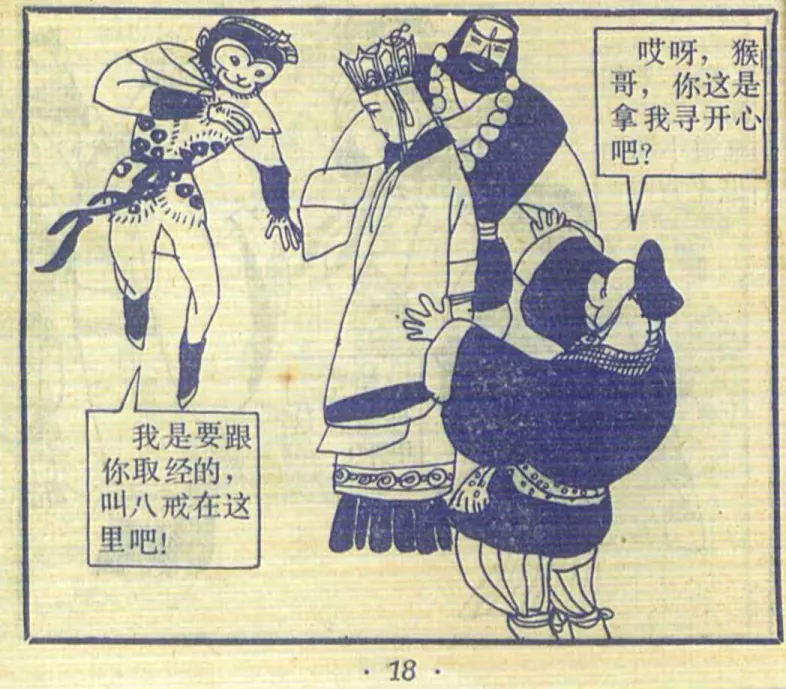 哎呀，猴
哥，你这是
拿我寻开心
吧？
我是要跟
你取经的，
叫八戒在这
里吧！
· 18 ·